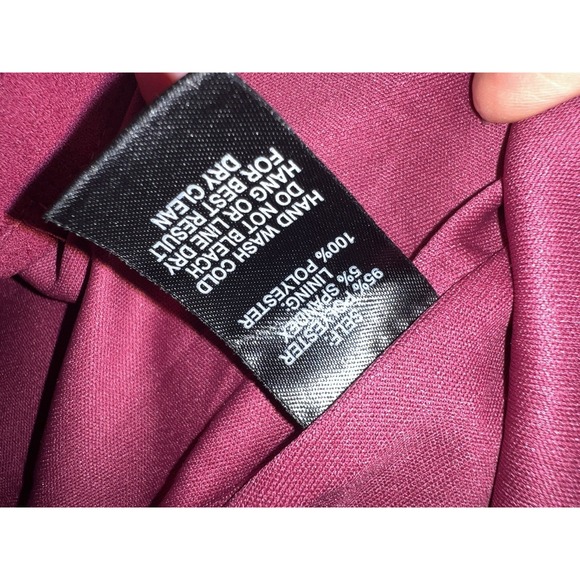 SELF
95% POLYESTER
5% SPANDEX
LINING:
100% POLYESTER
HAND WASH COLD
DO NOT BLEACH
HANG OR LINE DRY
FOR BEST RESULT
DRY CLEAN